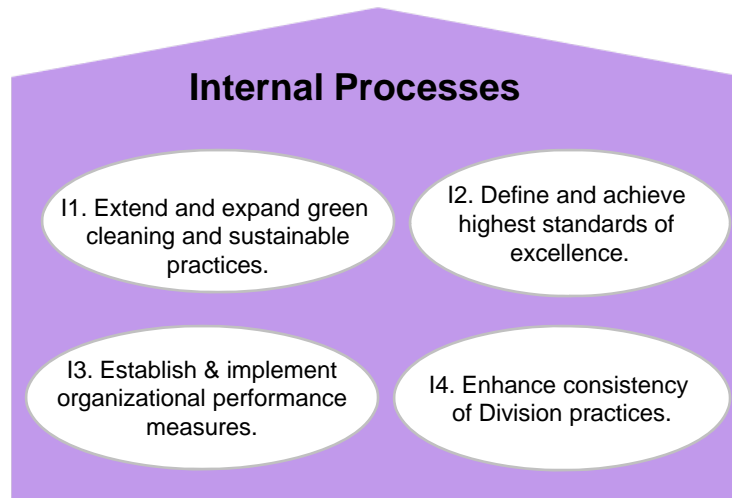 Internal Processes
I1. Extend and expand green
cleaning and sustainable
practices.
I2. Define and achieve
highest standards of
excellence.
I3. Establish & implement
organizational performance
measures.
I4. Enhance consistency
of Division practices.